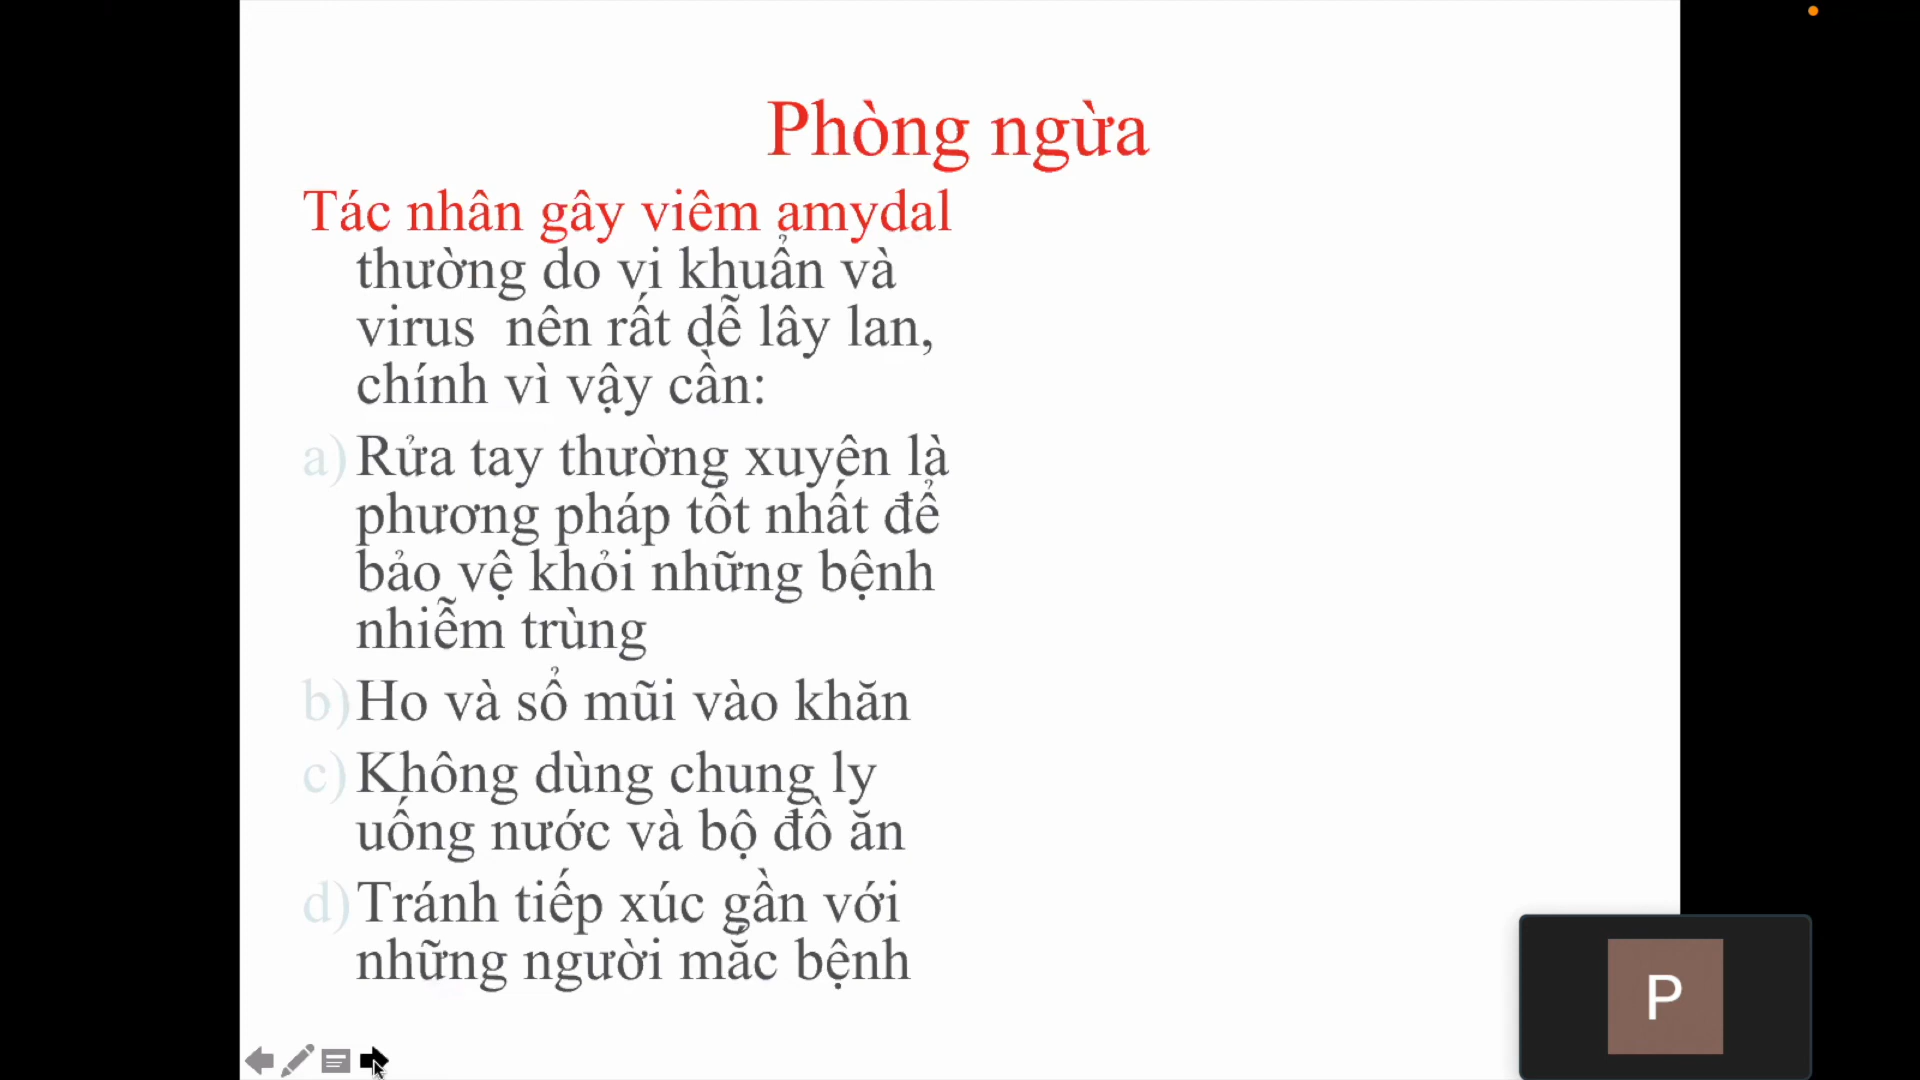 Phòng ngừa
Tác nhân gây viêm amydal
thường do vi khuẩn và
virus  nên rất dễ lây lan,
chính vì vậy cần:
a) Rửa tay thường xuyên là
phương pháp tốt nhất để
bảo vệ khỏi những bệnh
nhiễm trùng
b) Ho và sổ mũi vào khăn
c) Không dùng chung ly
uống nước và bộ đồ ăn
d) Tránh tiếp xúc gần với
những người mắc bệnh
P